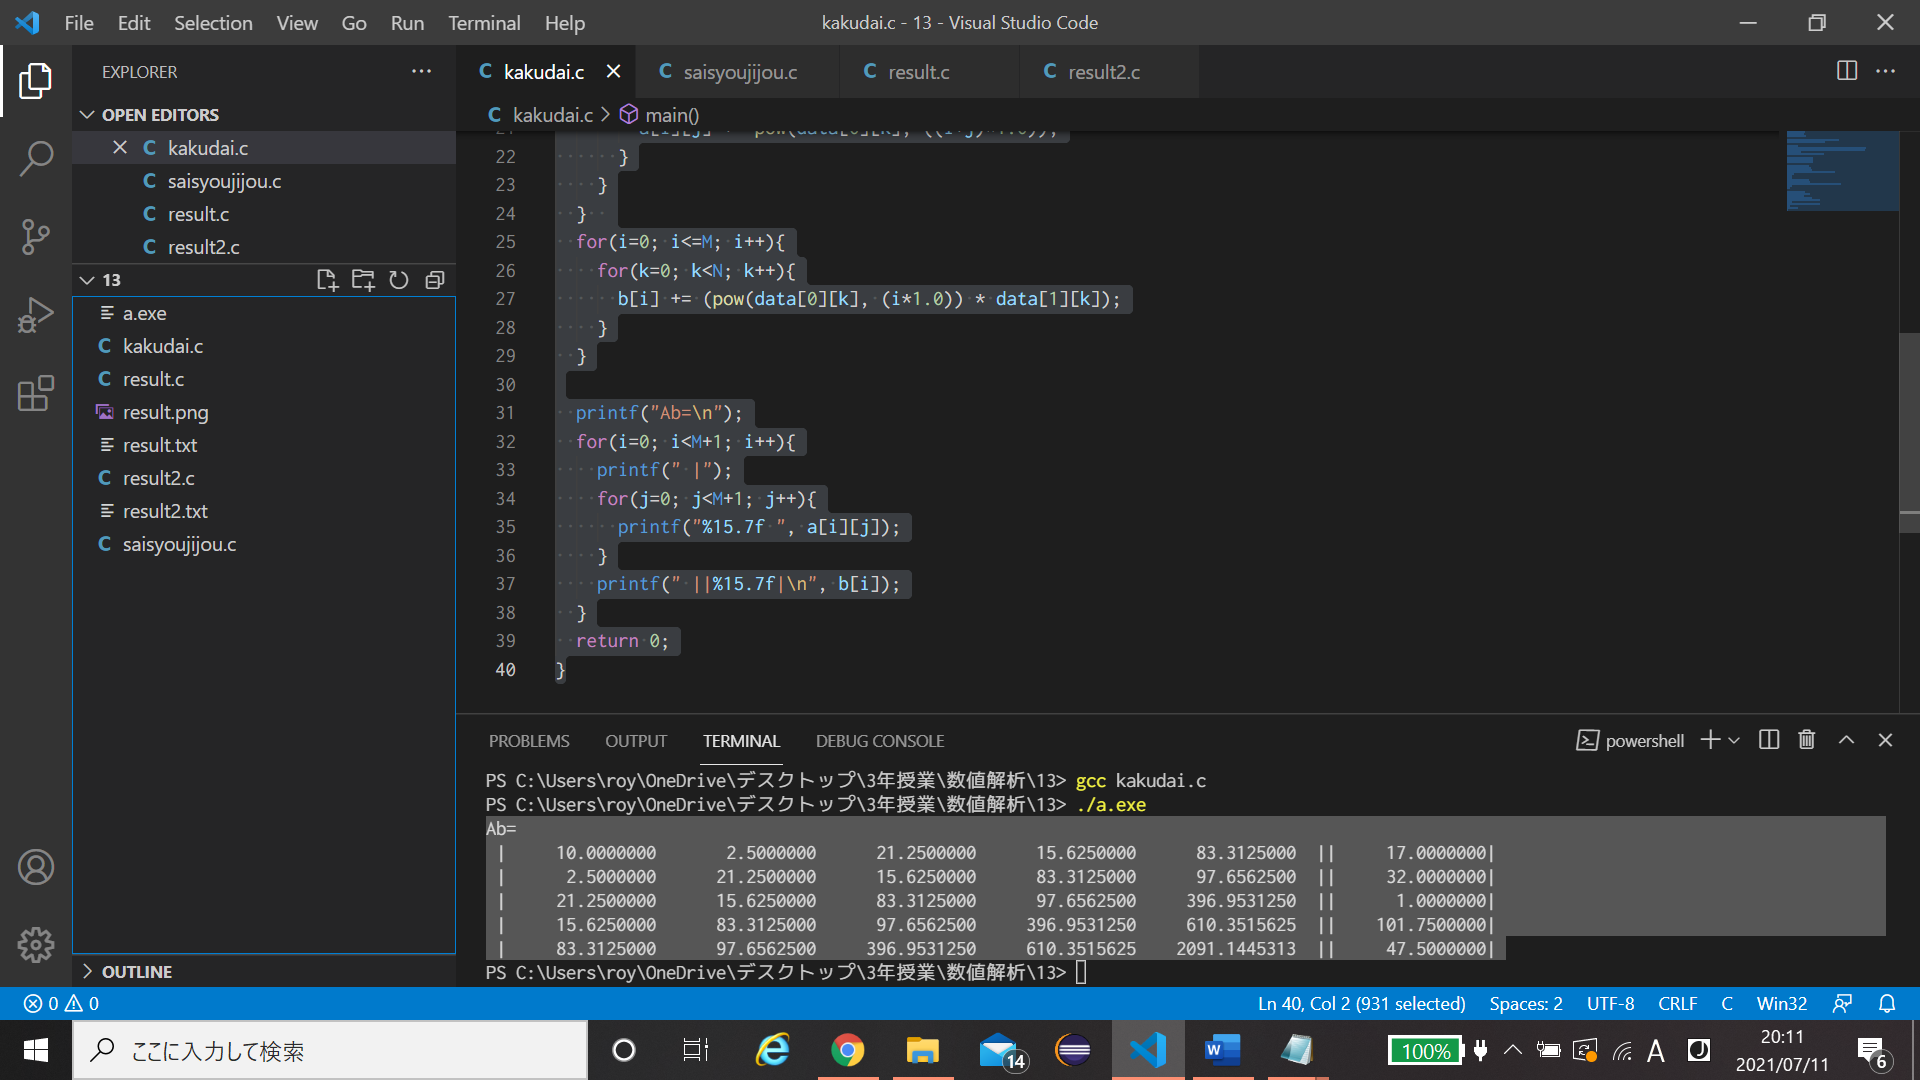 File Edit Selection View Go Run Terminal Help
kakudai.c - 13 - Visual Studio Code
EXPLORER
OPEN EDITORS
kakudai.c
saisyoujijou.c
result.c
result2.c
13
a.exe
kakudai.c
result.c
result.png
result.txt
result2.c
result2.txt
saisyoujijou.c
OUTLINE
kakudai.c saisyoujijou.c result.c result2.c
kakudai.c > main()
22 }
23 }
24 }
25 for(i=0; i<=M; i++){
26 for(k=0; k<N; k++){
27 b[i] += (pow(data[0][k], (i*1.0)) * data[1][k]);
28 }
29 }
30
31 printf("Ab=\n");
32 for(i=0; i<M+1; i++){
33 printf(" |");
34 for(j=0; j<M+1; j++){
35 printf("%15.7f ", a[i][j]);
36 }
37 printf(" ||%15.7f|\n", b[i]);
38 }
39 return 0;
40 }
PROBLEMS OUTPUT TERMINAL DEBUG CONSOLE
powershell
PS C:\Users\roy\OneDrive\デスクトップ\3年授業\数値解析\13> gcc kakudai.c
PS C:\Users\roy\OneDrive\デスクトップ\3年授業\数値解析\13> ./a.exe
Ab=
| 10.0000000 2.5000000 21.2500000 15.6250000 83.3125000 || 17.0000000|
| 2.5000000 21.2500000 15.6250000 83.3125000 97.6562500 || 32.0000000|
| 21.2500000 15.6250000 83.3125000 97.6562500 396.9531250 || 1.0000000|
| 15.6250000 83.3125000 97.6562500 396.9531250 610.3515625 || 101.7500000|
| 83.3125000 97.6562500 396.9531250 610.3515625 2091.1445313 || 47.5000000|
PS C:\Users\roy\OneDrive\デスクトップ\3年授業\数値解析\13>
0 0
Ln 40, Col 2 (931 selected) Spaces: 2 UTF-8 CRLF C Win32
ここに入力して検索
14
100%
A
20:11
2021/07/11
6